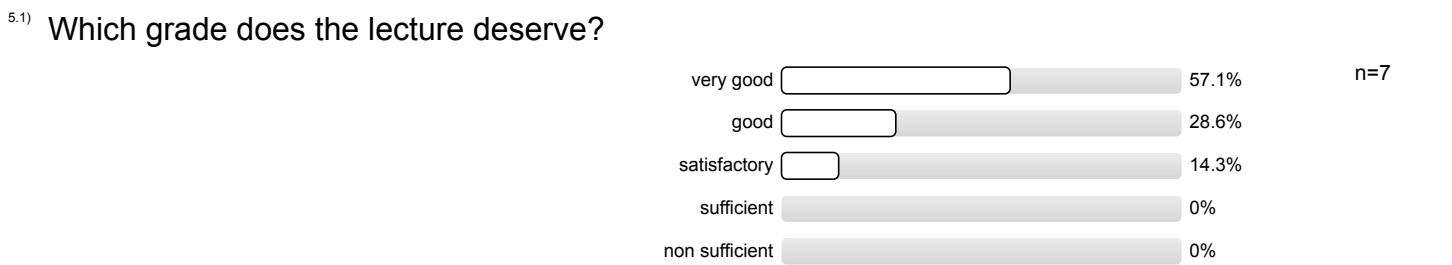 5.1) Which grade does the lecture deserve?
very good 57.1% n=7
good 28.6%
satisfactory 14.3%
sufficient 0%
non sufficient 0%